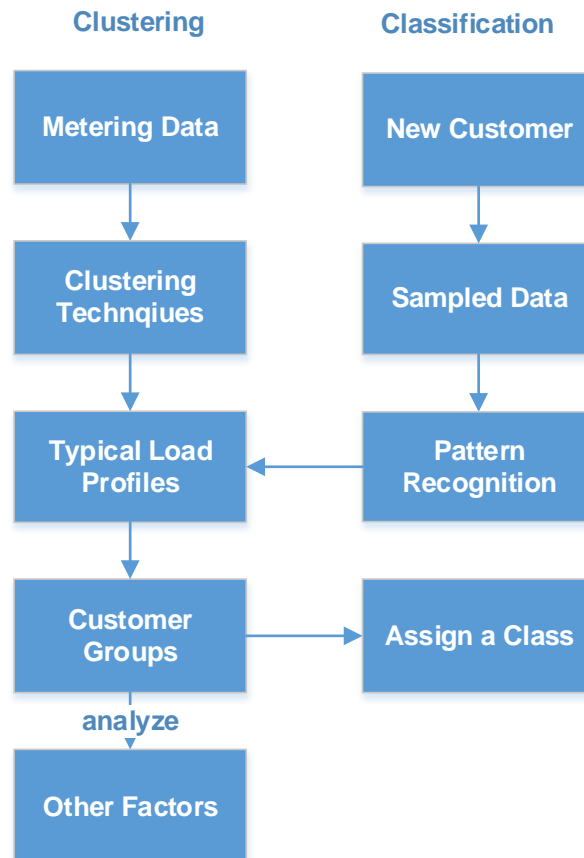 Clustering
Classification
Metering Data
New Customer
Clustering
Technqiues
Sampled Data
Typical Load
Profiles
Pattern
Recognition
Customer
Groups
Assign a Class
analyze
Other Factors